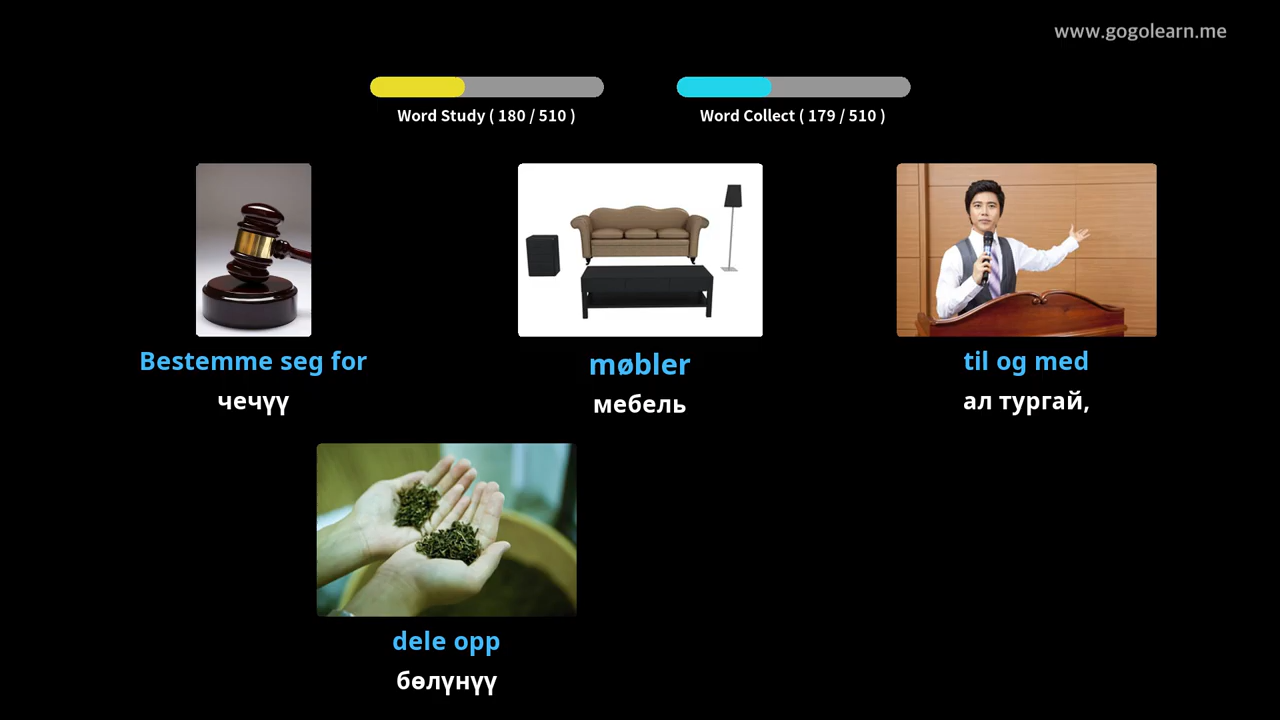 www.gogolearn.me
Word Study ( 180 / 510 )
Word Collect ( 179 / 510 )
Bestemme seg for
чечүү
møbler
мебель
til og med
ал тургай,
dele opp
бөлүнүү